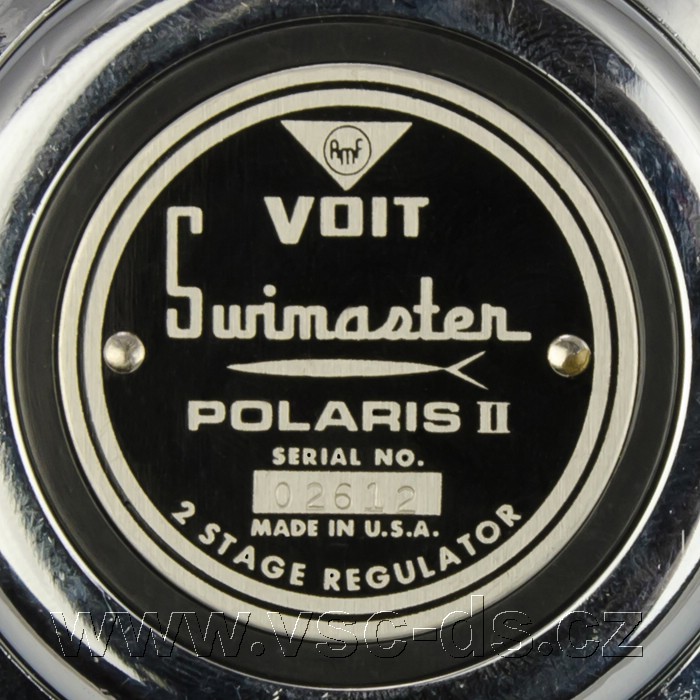 AMF
VOIT
Swimaster
POLARIS II
SERIAL NO.
02612
MADE IN U.S.A.
2 STAGE REGULATOR
www.vsc-ds.cz